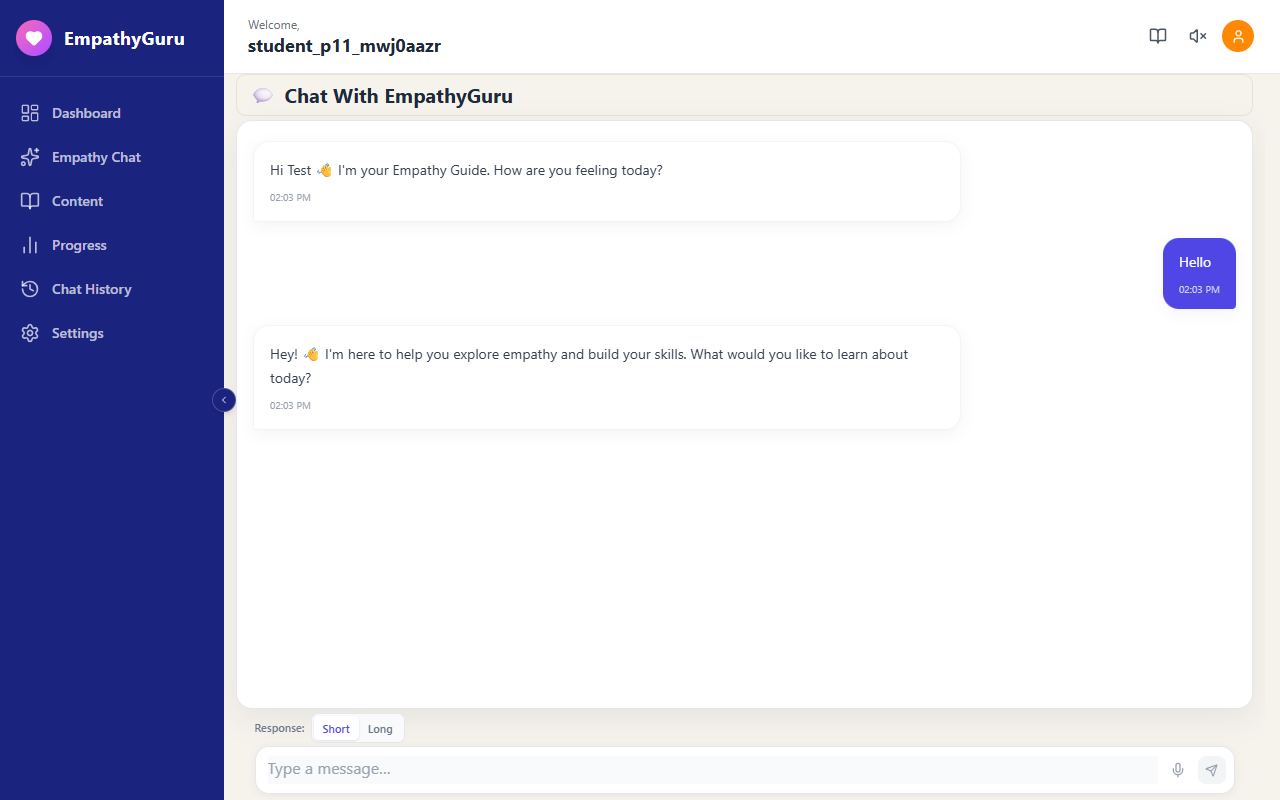 EmpathyGuru
Dashboard
Empathy Chat
Content
Progress
Chat History
Settings
Welcome,
student_p11_mwj0aazr
Chat With EmpathyGuru
Hi Test 👋 I'm your Empathy Guide. How are you feeling today?
02:03 PM
Hello
02:03 PM
Hey! 👋 I'm here to help you explore empathy and build your skills. What would you like to learn about
today?
02:03 PM
Response: Short Long
Type a message...